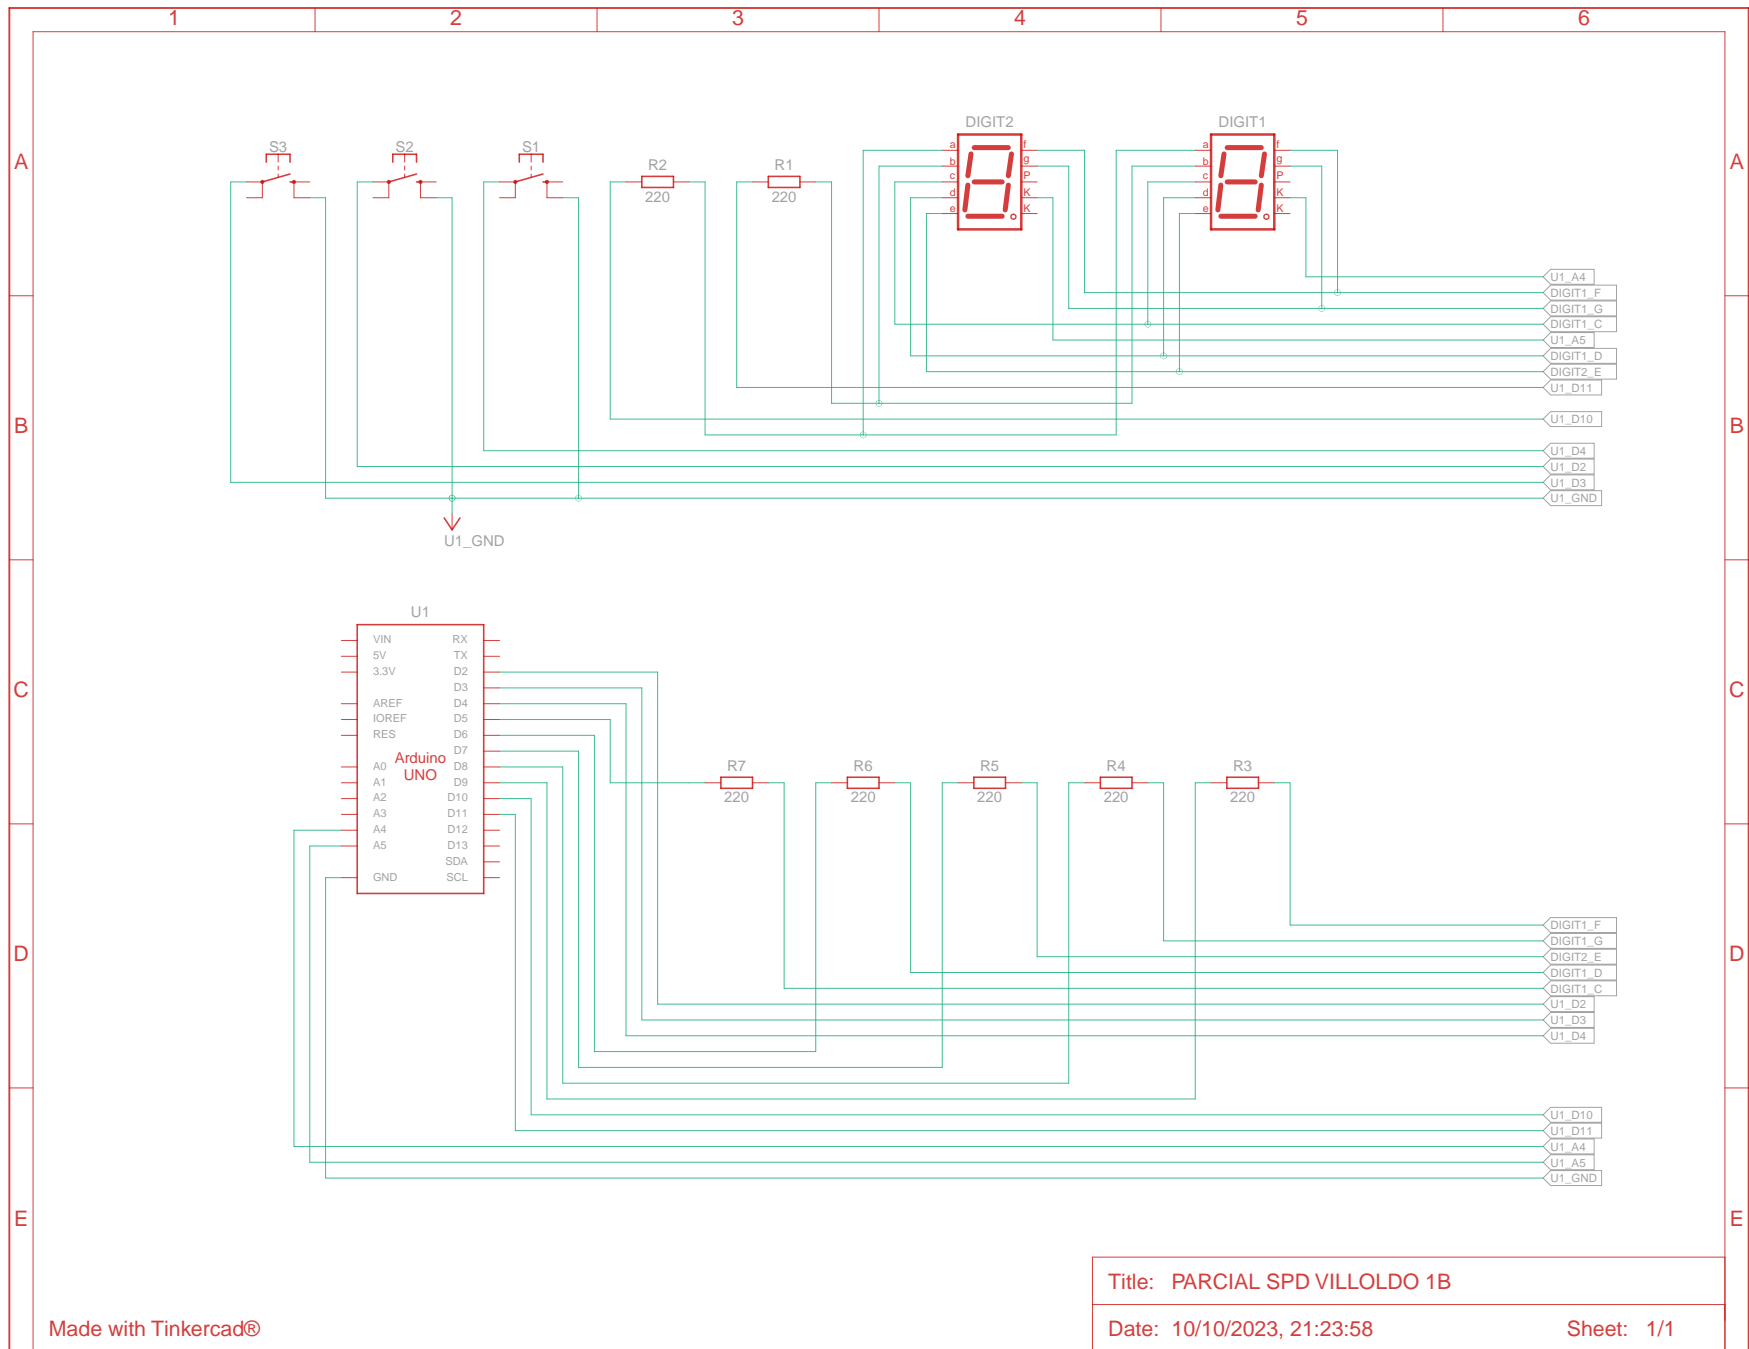 1 2 3 4 5 6
A A
B B
C C
D D
E E
S3
S2
S1
R2
220
R1
220
DIGIT2
a f
b g
c P
d K
e K
DIGIT1
a f
b g
c P
d K
e K
U1_A4
DIGIT1_F
DIGIT1_G
DIGIT1_C
U1_A5
DIGIT1_D
DIGIT2_E
U1_D11
U1_D10
U1_D4
U1_D2
U1_D3
U1_GND
U1_GND
U1
VIN RX
5V TX
3.3V D2
D3
AREF D4
IOREF D5
RES D6
D7
Arduino
UNO
A0 D8
A1 D9
A2 D10
A3 D11
A4 D12
A5 D13
SDA
GND SCL
R7
220
R6
220
R5
220
R4
220
R3
220
DIGIT1_F
DIGIT1_G
DIGIT2_E
DIGIT1_D
DIGIT1_C
U1_D2
U1_D3
U1_D4
U1_D10
U1_D11
U1_A4
U1_A5
U1_GND
Title: PARCIAL SPD VILLOLDO 1B
Made with Tinkercad®
Date: 10/10/2023, 21:23:58 Sheet: 1/1